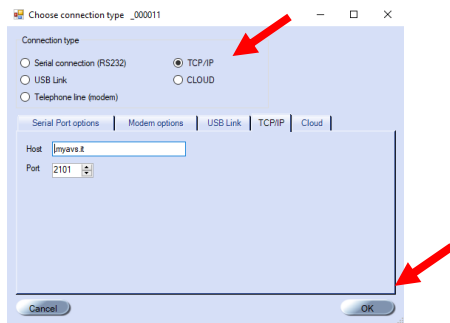 Choose connection type _000011
Connection type
Serial connection (RS232)
TCP/IP
USB Link
CLOUD
Telephone line (modem)
Serial Port options
Modem options
USB Link
TCP/IP
Cloud
Host
.myavs.it
Port
2101
Cancel
OK